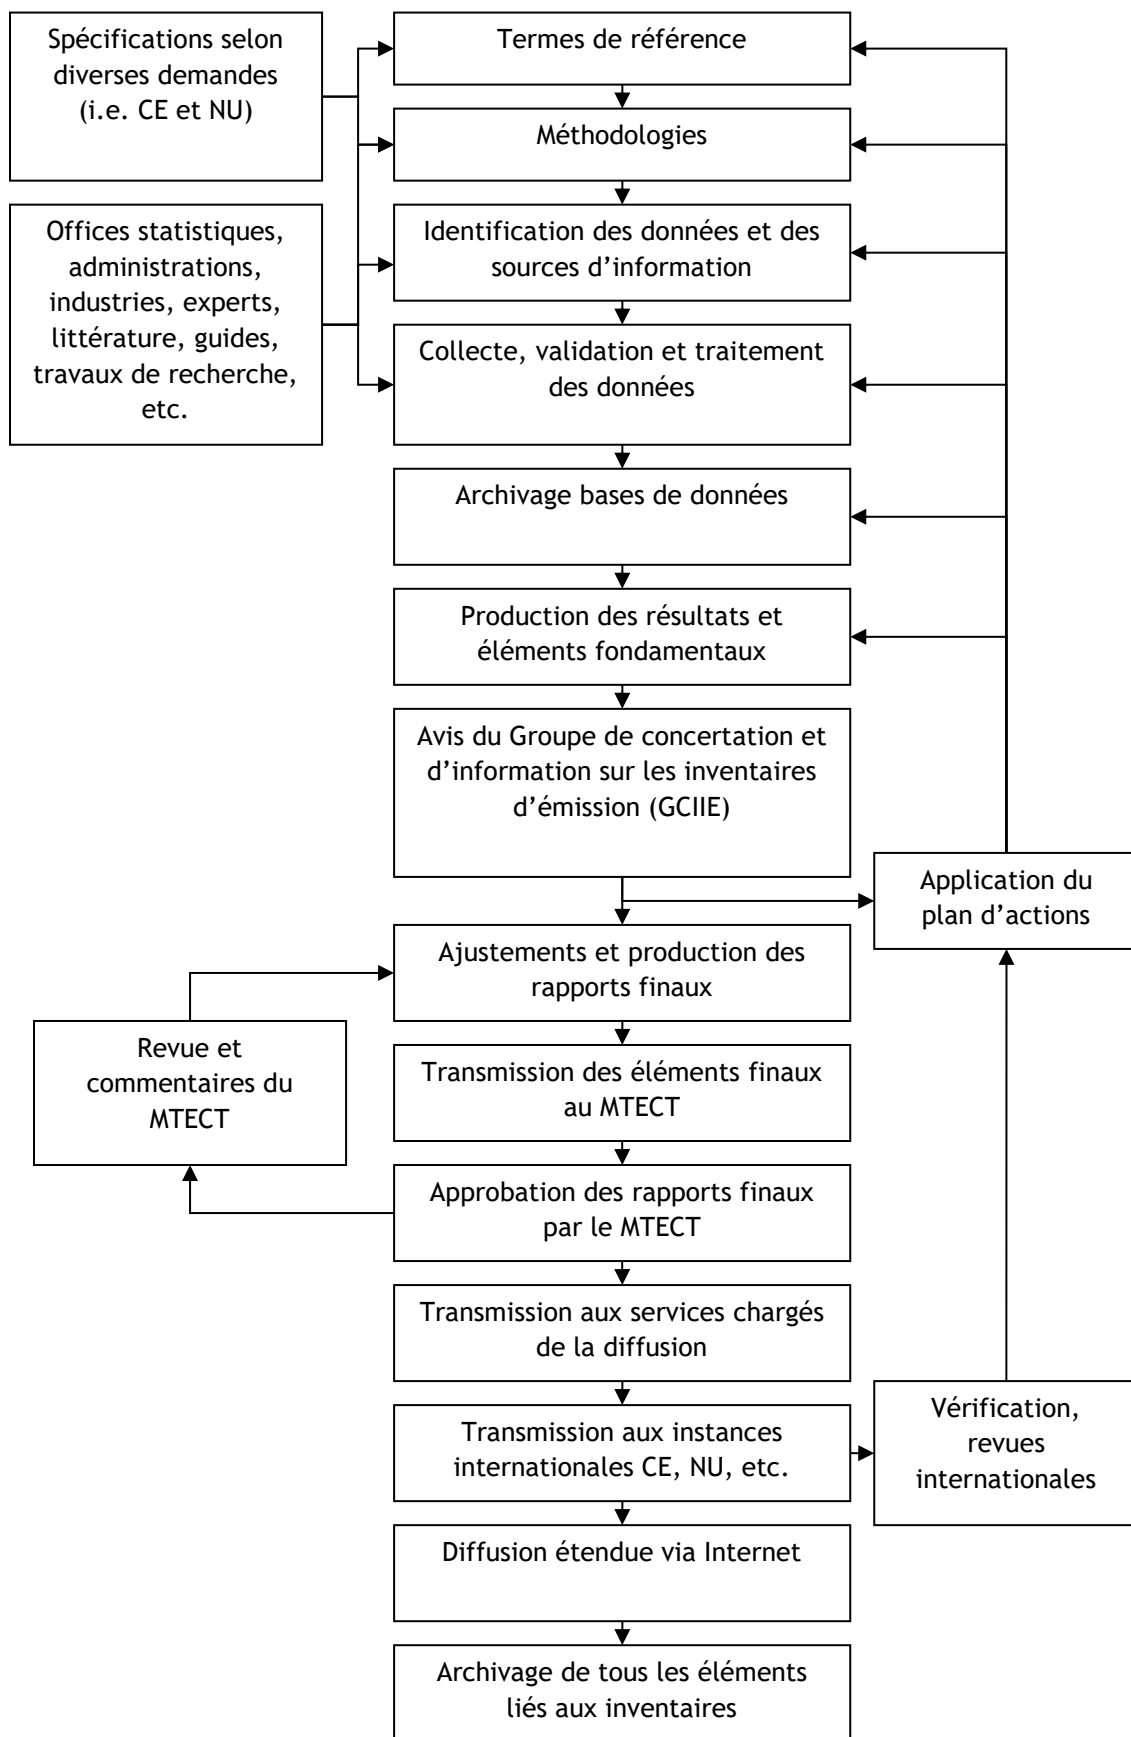 Spécifications selon
diverses demandes
(i.e. CE et NU)
Termes de référence
Méthodologies
Offices statistiques,
administrations,
industries, experts,
littérature, guides,
travaux de recherche,
etc.
Identification des données et des
sources d’information
Collecte, validation et traitement
des données
Archivage bases de données
Production des résultats et
éléments fondamentaux
Avis du Groupe de concertation et
d’information sur les inventaires
d’émission (GCIIE)
Application du
plan d’actions
Ajustements et production des
rapports finaux
Revue et
commentaires du
MTECT
Transmission des éléments finaux
au MTECT
Approbation des rapports finaux
par le MTECT
Transmission aux services chargés
de la diffusion
Transmission aux instances
internationales CE, NU, etc.
Vérification,
revues
internationales
Diffusion étendue via Internet
Archivage de tous les éléments
liés aux inventaires